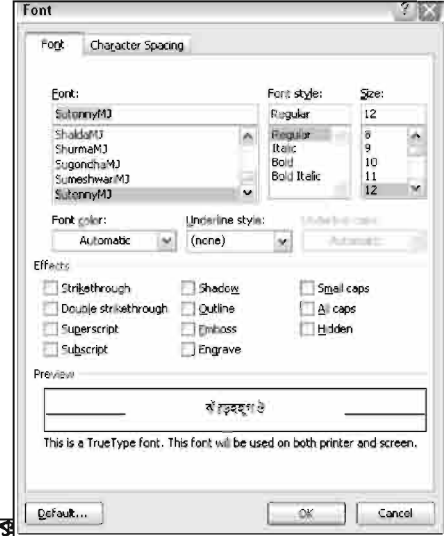 Font
Font Character Spacing
Font: Font style: Size:
SutonnyMJ Regular 12
ShaldaMJ Regular 8
ShurmaMJ Italic 9
SugondhaMJ Bold 10
SumeshwariMJ Bold Italic 11
SutonnyMJ 12
Font color: Underline style: Underline color:
Automatic (none) Automatic
Effects
Strikethrough Shadow Small caps
Double strikethrough Outline All caps
Superscript Emboss Hidden
Subscript Engrave
Preview
This is a TrueType font. This font will be used on both printer and screen.
Default... OK Cancel